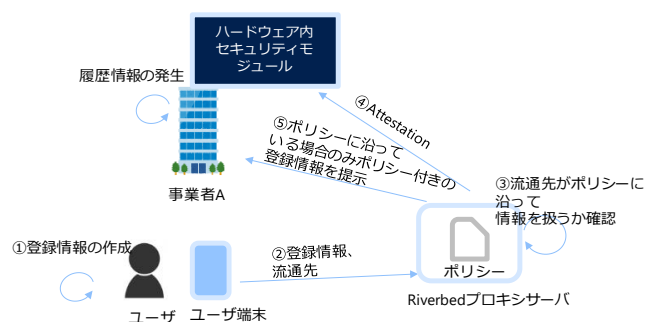 ハードウェア内
セキュリティモ
ジュール
履歴情報の発生
④Attestation
⑤ポリシーに沿って
いる場合のみポリシー付きの
登録情報を提示
事業者A
③流通先がポリシーに
沿って
情報を扱うか確認
①登録情報の作成
②登録情報、
流通先
ポリシー
Riverbedプロキシサーバ
ユーザ
ユーザ端末